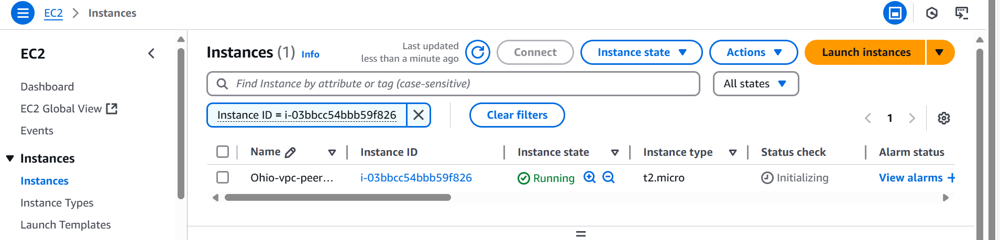 EC2 > Instances
EC2
Dashboard
EC2 Global View
Events
Instances
Instances
Instance Types
Launch Templates
Instances (1) Info
Last updated
less than a minute ago
Connect
Instance state
Actions
Launch instances
Find Instance by attribute or tag (case-sensitive)
All states
Instance ID = i-03bbcc54bbb59f826
Clear filters
1
Name Instance ID Instance state Instance type Status check Alarm status
Ohio-vpc-peer... i-03bbcc54bbb59f826 Running t2.micro Initializing View alarms +